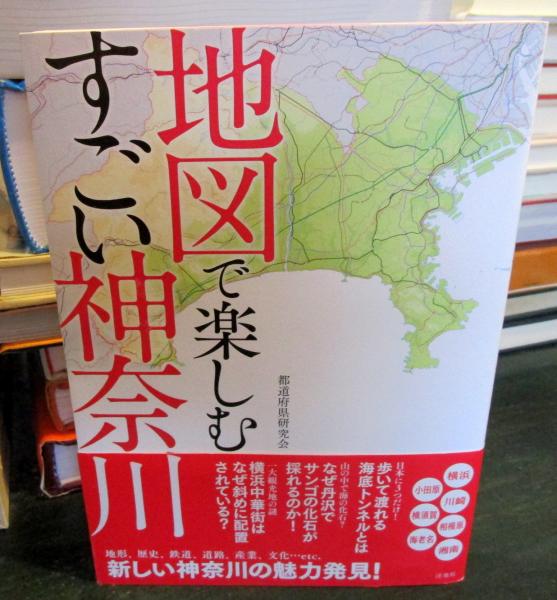 地図で楽しむ
すごい神奈川
都道府県研究会
日本に3つだけ!
歩いて渡れる
海底トンネルとは
山の中で海の化石?
なぜ丹沢で
サンゴの化石が
採れるのか!
一大観光地の謎
横浜中華街は
なぜ斜めに配置
されている?
横浜
川崎
相模原
湘南
小田原
横須賀
海老名
地形、歴史、鉄道、道路、産業、文化…etc.
新しい神奈川の魅力発見!
洋泉社